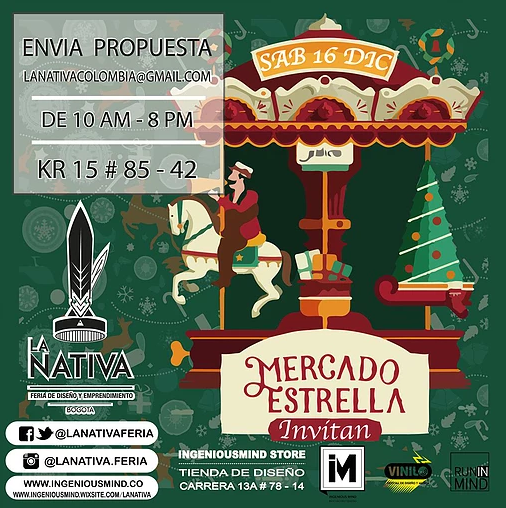 ENVIA PROPUESTA
LANATIVACOLOMBIA@GMAIL.COM
DE 10 AM - 8 PM
KR 15 # 85 - 42
SAB 16 DIC
LA
NATIVA
FERIA DE DISEÑO Y EMPRENDIMIENTO
BOGOTA
MERCADO
ESTRELLA
Invitan
@LANATIVAFERIA
@LANATIVA.FERIA
WWW.INGENIOUSMIND.CO
WWW.INGENIOUSMIND.WIXSITE.COM/LANATIVA
INGENIOUSMIND STORE
TIENDA DE DISEÑO
CARRERA 13A # 78 - 14
iM
INGENIOUS MIND
VINILO
RUN IN
MIND